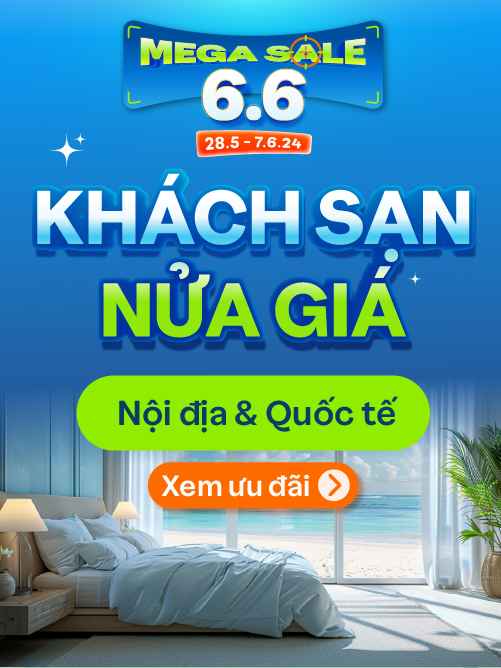 MEGA SALE
6.6
28.5 - 7.6.24
KHÁCH SẠN
NỬA GIÁ
Nội địa & Quốc tế
Xem ưu đãi